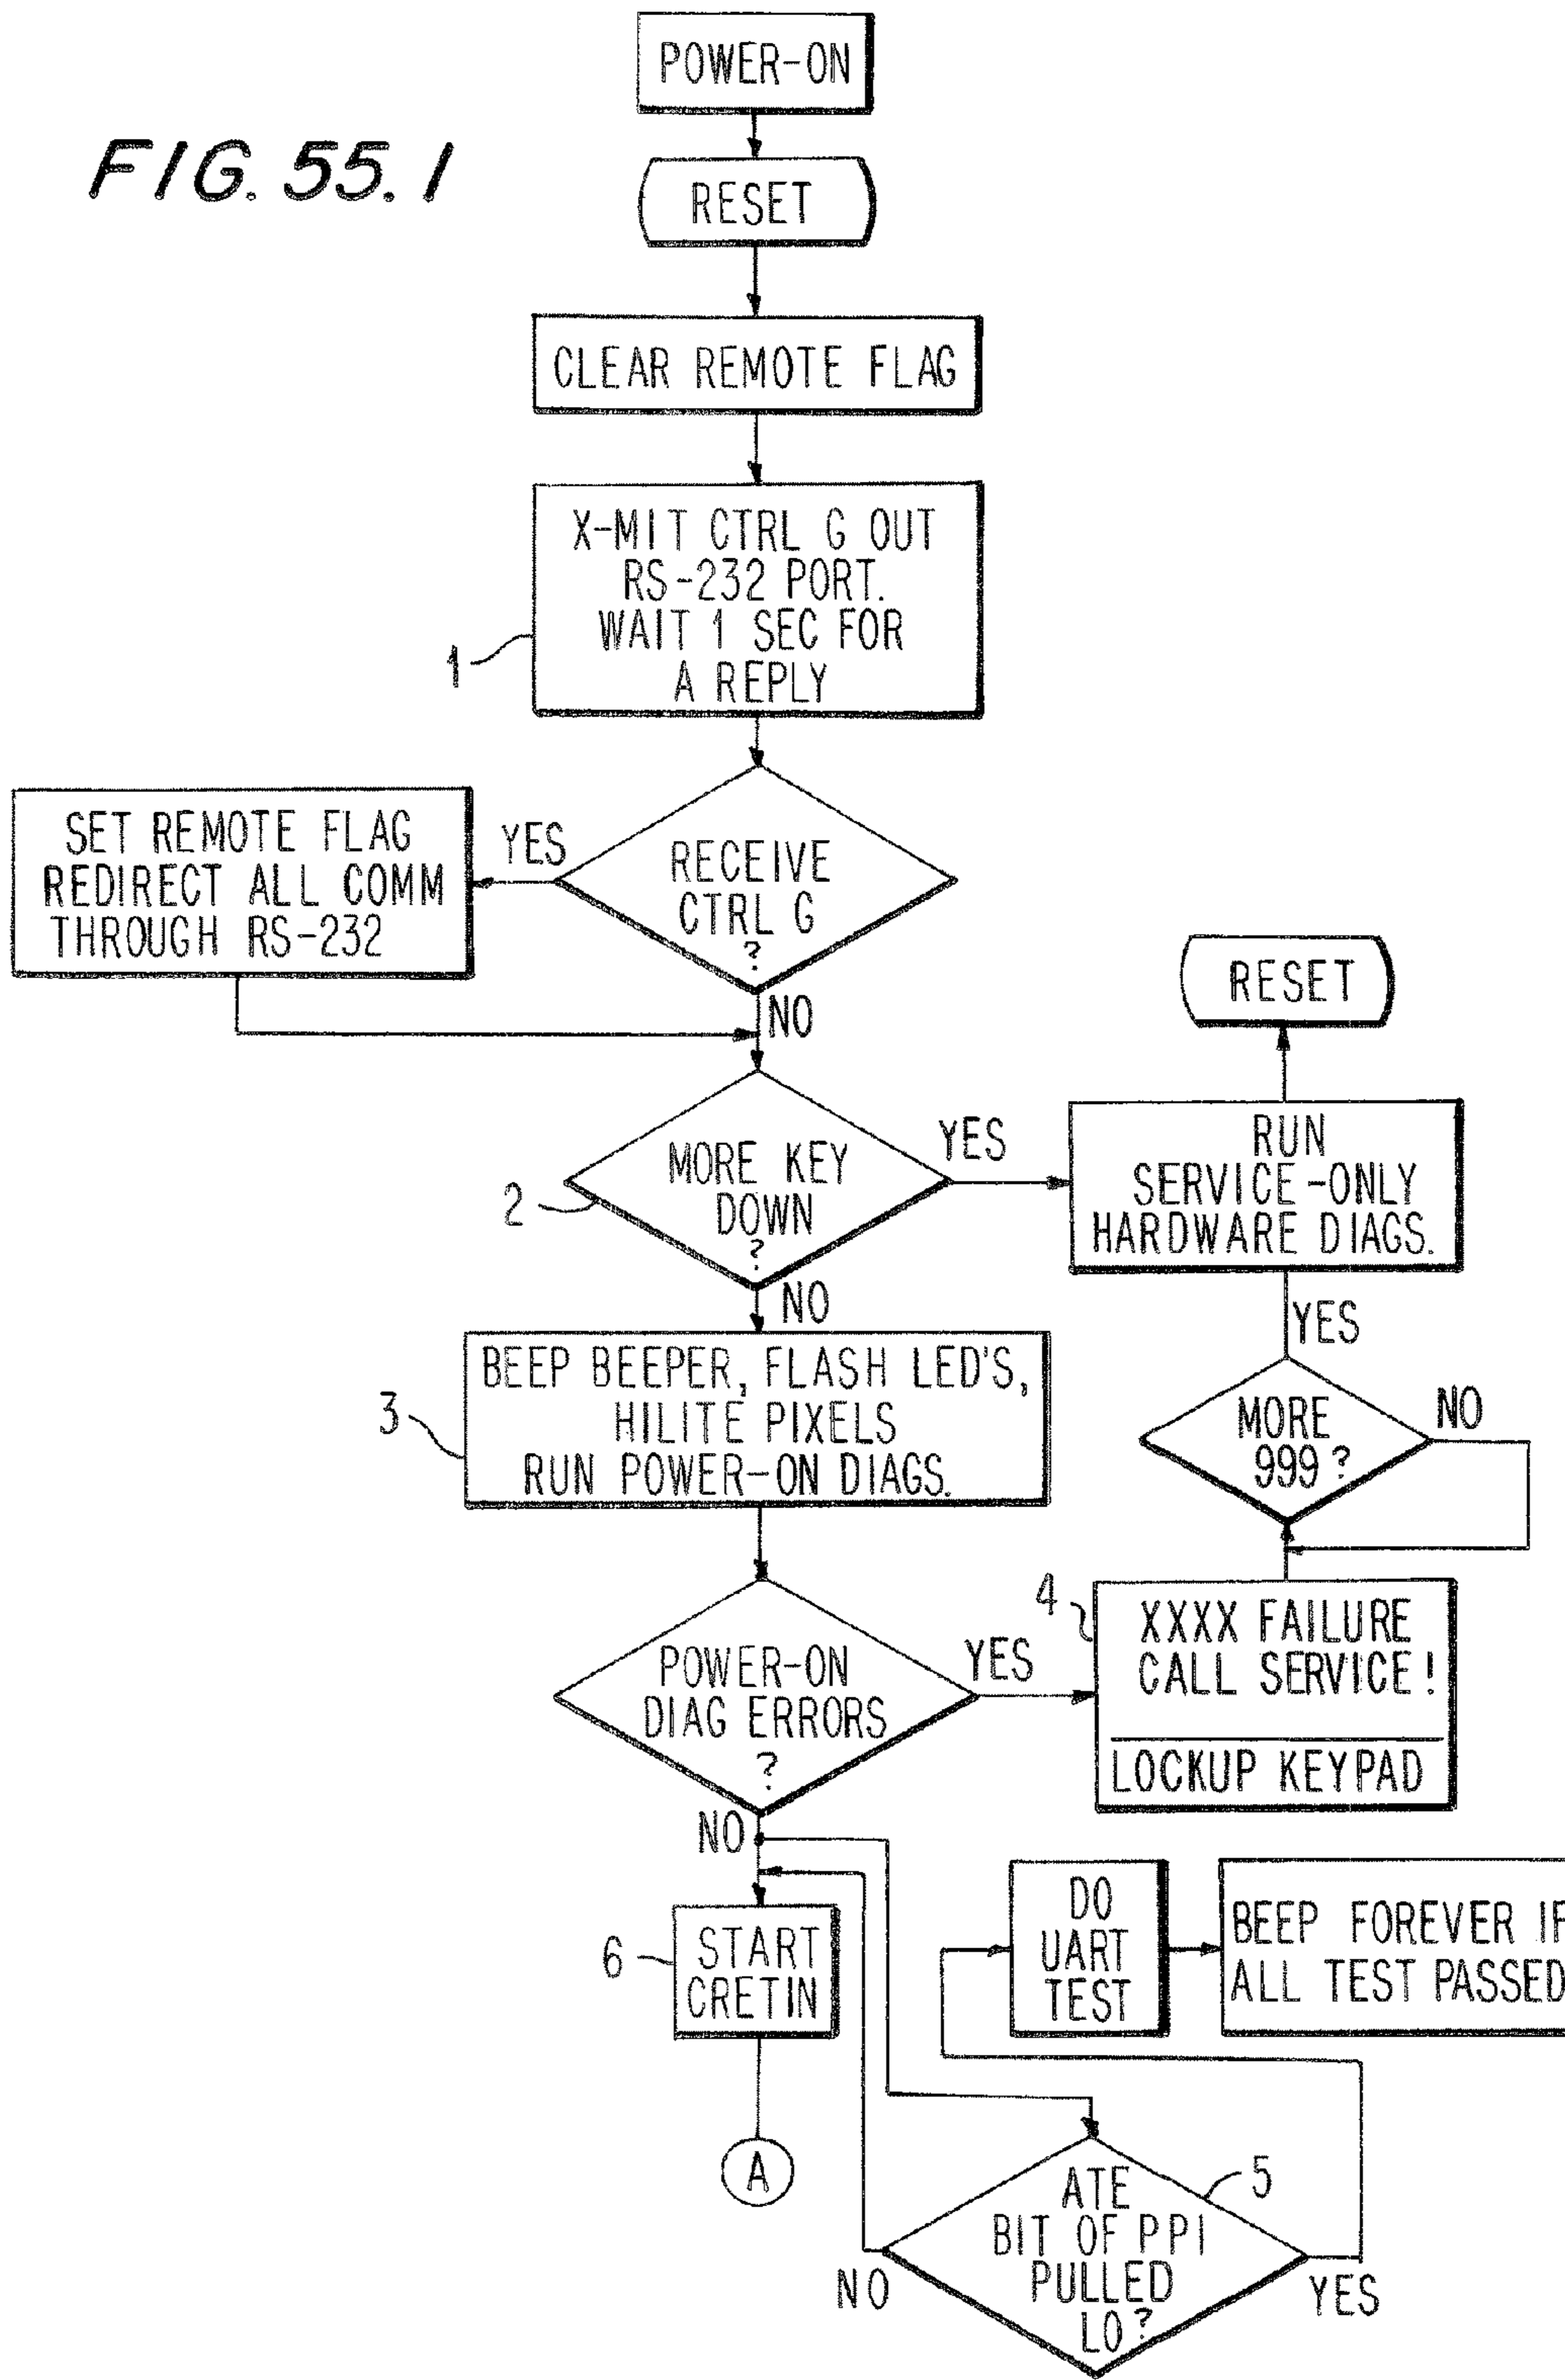 FIG. 55.1
POWER-ON
RESET
CLEAR REMOTE FLAG
X-MIT CTRL G OUT
RS-232 PORT.
WAIT 1 SEC FOR
A REPLY
1
RECEIVE
CTRL G
?
YES
SET REMOTE FLAG
REDIRECT ALL COMM
THROUGH RS-232
NO
MORE KEY
DOWN
?
2
YES
RUN
SERVICE-ONLY
HARDWARE DIAGS.
RESET
NO
BEEP BEEPER, FLASH LED'S,
HILITE PIXELS
RUN POWER-ON DIAGS.
3
YES
MORE
999?
NO
POWER-ON
DIAG ERRORS
?
YES
4
XXXX FAILURE
CALL SERVICE!
LOCKUP KEYPAD
NO
6
START
CRETIN
A
DO
UART
TEST
BEEP FOREVER IF
ALL TEST PASSED
ATE
BIT OF PPI
PULLED
LO?
5
NO
YES